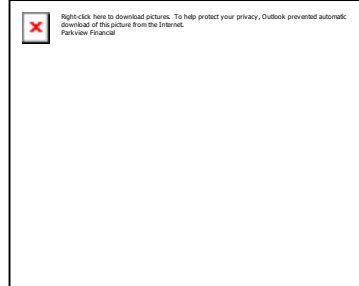 Right-click here to download pictures. To help protect your privacy, Outlook prevented automatic
download of this picture from the Internet.
Parkview Financial